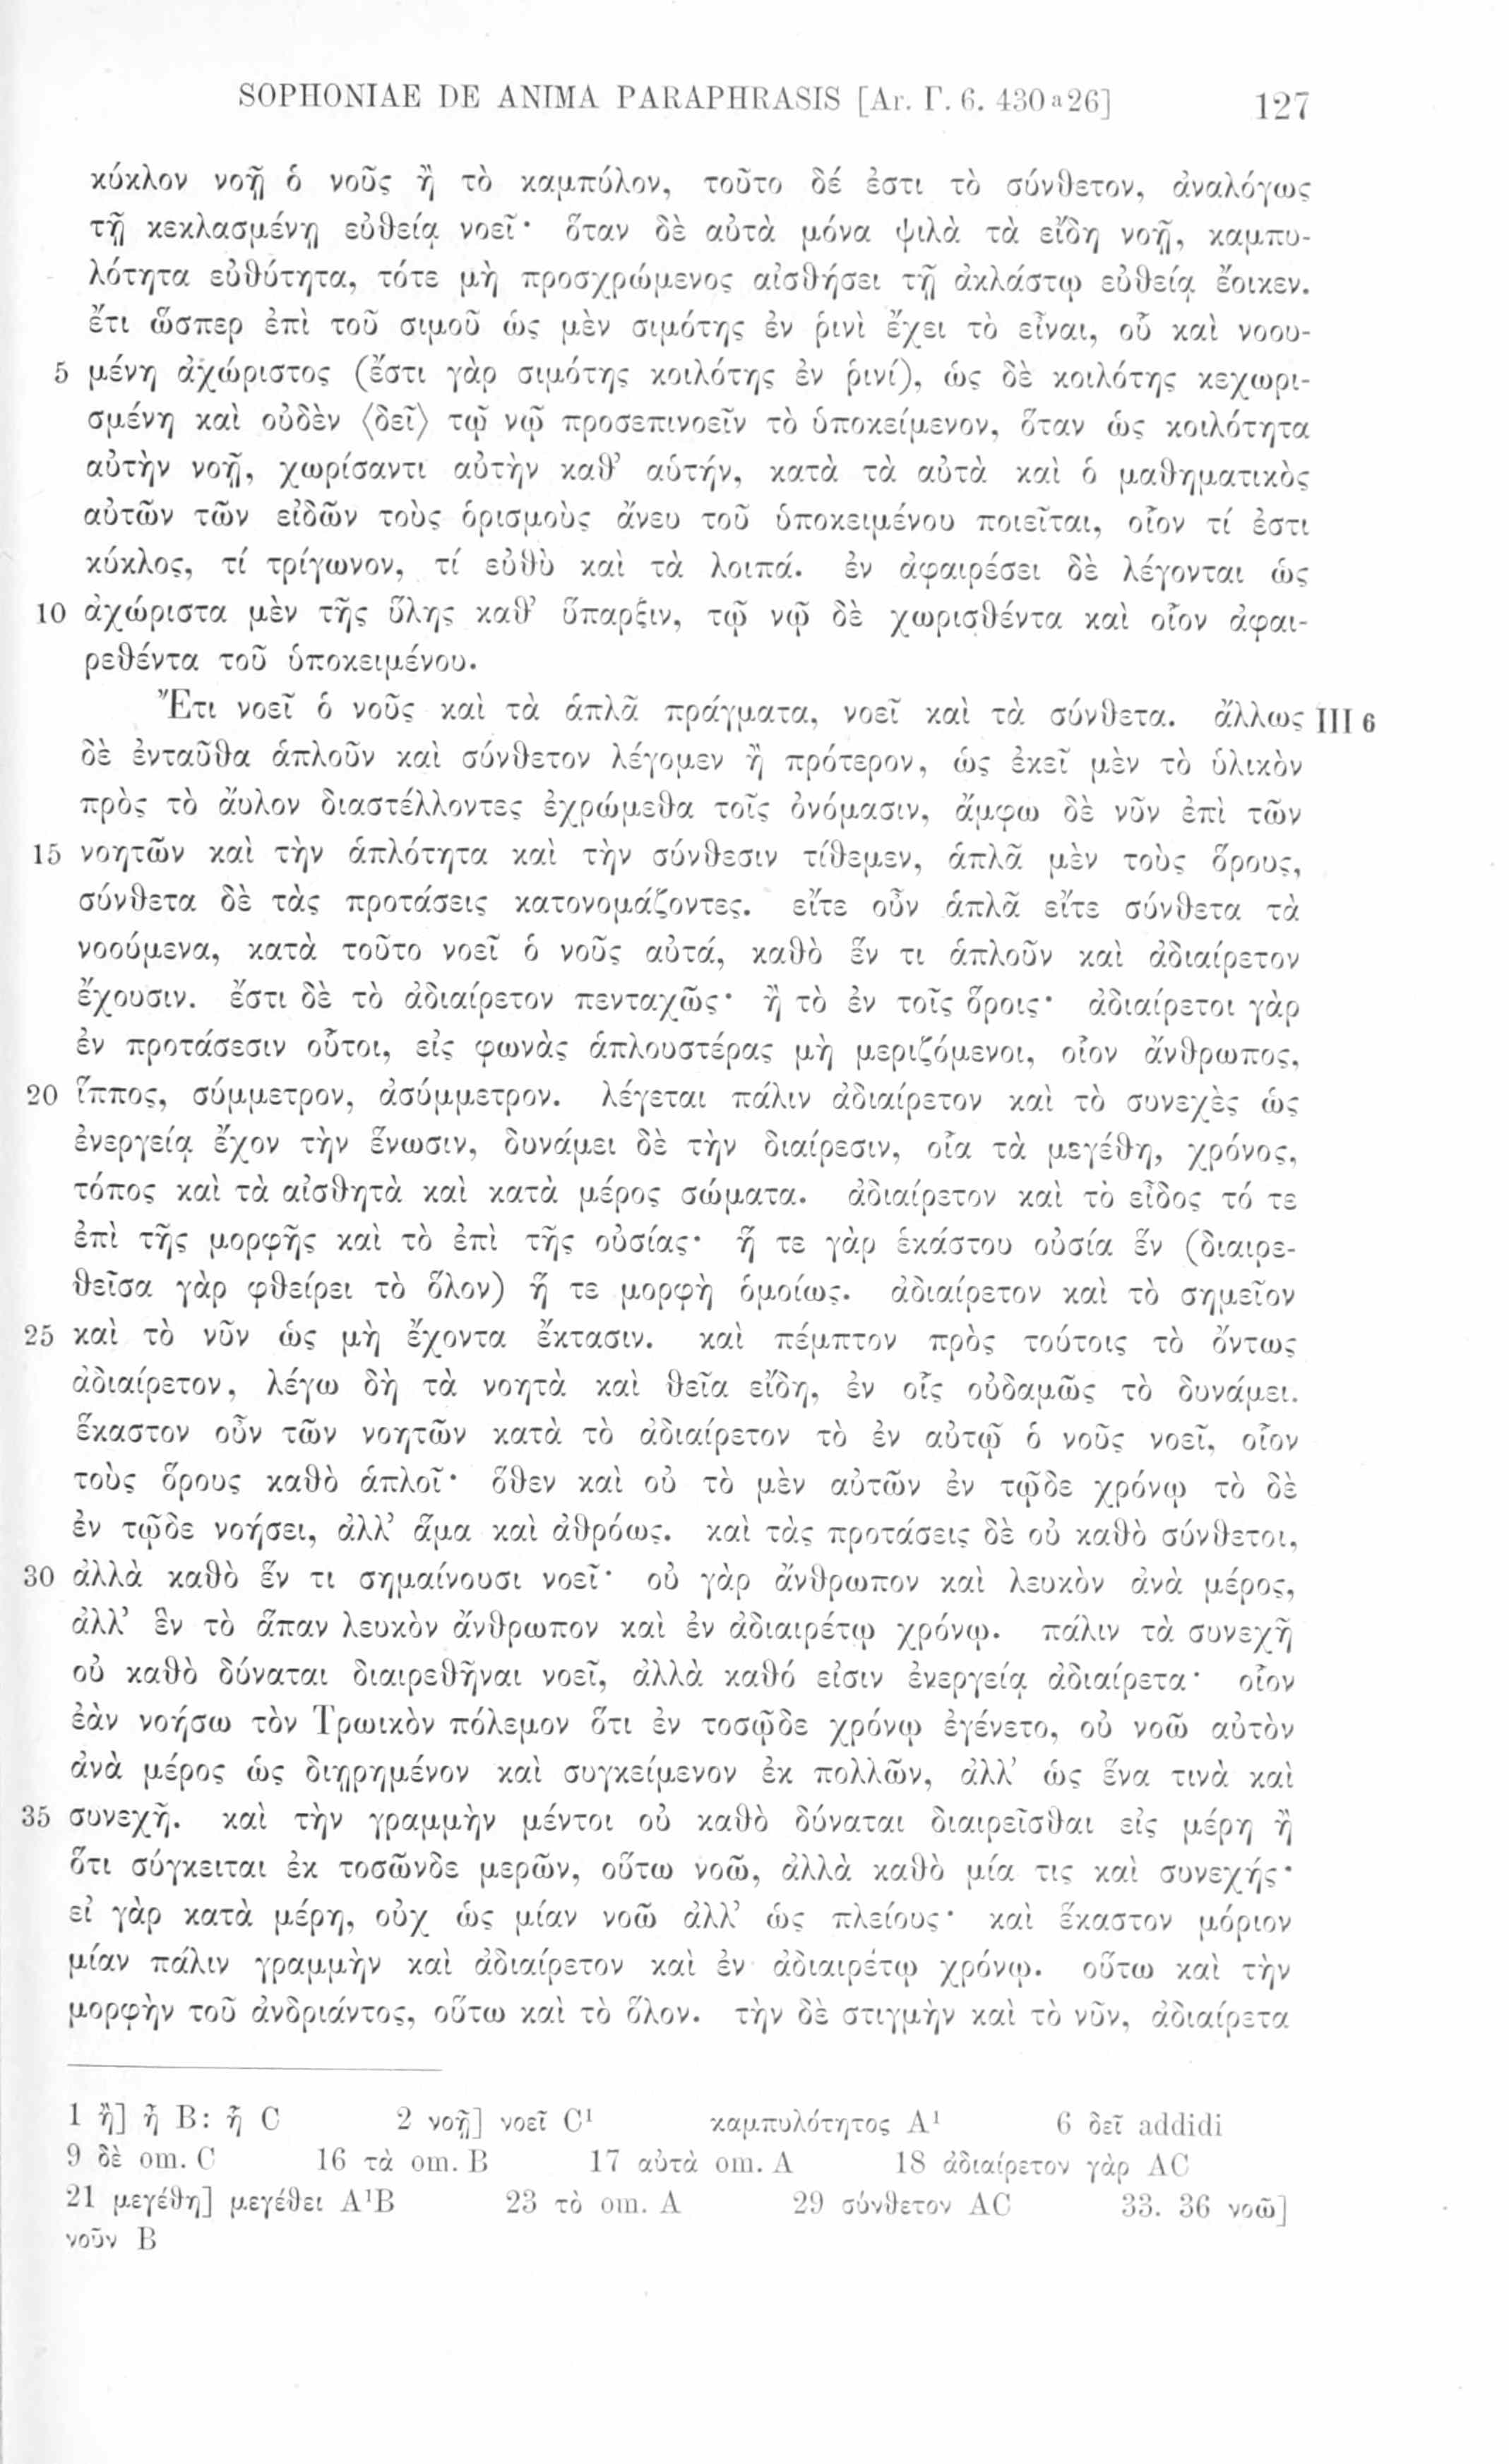 SOPHONIAE DE ANIMA PARAPHRASIS [Ar. Γ. 6. 430ª26] 127
κύκλον νοῇ ὁ νοῦς ἢ τὸ καμπύλον, τοῦτο δέ ἐστι τὸ σύνθετον, ἀναλόγως
τῇ κεκλασμένῃ εὐθείᾳ νοεῖ· ὅταν δὲ αὐτὰ μόνα ψιλὰ τὰ εἴδη νοῇ, καμπυ-
λότητα εὐθύτητα, τότε μὴ προσχρώμενος αἰσθήσει τῇ ἀκλάστῳ εὐθείᾳ ἔοικεν.
ἔτι ὥσπερ ἐπὶ τοῦ σιμοῦ ὡς μὲν σιμότης ἐν ῥινὶ ἔχει τὸ εἶναι, οὗ καὶ νοου-
5 μένη ἀχώριστος (ἔστι γὰρ σιμότης κοιλότης ἐν ῥινί), ὡς δὲ κοιλότης κεχωρι-
σμένη καὶ οὐδὲν ⟨δεῖ⟩ τῷ νῷ προσεπινοεῖν τὸ ὑποκείμενον, ὅταν ὡς κοιλότητα
αὐτὴν νοῇ, χωρίσαντι αὐτὴν καθ’ αὑτήν, κατὰ τὰ αὐτὰ καὶ ὁ μαθηματικὸς
αὐτῶν τῶν εἰδῶν τοὺς ὁρισμοὺς ἄνευ τοῦ ὑποκειμένου ποιεῖται, οἷον τί ἐστι
κύκλος, τί τρίγωνον, τί εὐθὺ καὶ τὰ λοιπά. ἐν ἀφαιρέσει δὲ λέγονται ὡς
10 ἀχώριστα μὲν τῆς ὕλης καθ’ ὕπαρξιν, τῷ νῷ δὲ χωρισθέντα καὶ οἷον ἀφαι-
ρεθέντα τοῦ ὑποκειμένου.
Ἔτι νοεῖ ὁ νοῦς καὶ τὰ ἁπλᾶ πράγματα, νοεῖ καὶ τὰ σύνθετα. ἄλλως III 6
δὲ ἐνταῦθα ἁπλοῦν καὶ σύνθετον λέγομεν ἢ πρότερον, ὡς ἐκεῖ μὲν τὸ ὑλικὸν
πρὸς τὸ ἄυλον διαστέλλοντες ἐχρώμεθα τοῖς ὀνόμασιν, ἄμφω δὲ νῦν ἐπὶ τῶν
15 νοητῶν καὶ τὴν ἁπλότητα καὶ τὴν σύνθεσιν τίθεμεν, ἁπλᾶ μὲν τοὺς ὅρους,
σύνθετα δὲ τὰς προτάσεις κατονομάζοντες. εἴτε οὖν ἁπλᾶ εἴτε σύνθετα τὰ
νοούμενα, κατὰ τοῦτο νοεῖ ὁ νοῦς αὐτά, καθὸ ἕν τι ἁπλοῦν καὶ ἀδιαίρετον
ἔχουσιν. ἔστι δὲ τὸ ἀδιαίρετον πενταχῶς· ἢ τὸ ἐν τοῖς ὅροις· ἀδιαίρετοι γὰρ
ἐν προτάσεσιν οὗτοι, εἰς φωνὰς ἁπλουστέρας μὴ μεριζόμενοι, οἷον ἄνθρωπος,
20 ἵππος, σύμμετρον, ἀσύμμετρον. λέγεται πάλιν ἀδιαίρετον καὶ τὸ συνεχὲς ὡς
ἐνεργείᾳ ἔχον τὴν ἕνωσιν, δυνάμει δὲ τὴν διαίρεσιν, οἷα τὰ μεγέθη, χρόνος,
τόπος καὶ τὰ αἰσθητὰ καὶ κατὰ μέρος σώματα. ἀδιαίρετον καὶ τὸ εἶδος τό τε
ἐπὶ τῆς μορφῆς καὶ τὸ ἐπὶ τῆς οὐσίας· ἥ τε γὰρ ἑκάστου οὐσία ἕν (διαιρε-
θεῖσα γὰρ φθείρει τὸ ὅλον) ἥ τε μορφὴ ὁμοίως. ἀδιαίρετον καὶ τὸ σημεῖον
25 καὶ τὸ νῦν ὡς μὴ ἔχοντα ἔκτασιν. καὶ πέμπτον πρὸς τούτοις τὸ ὄντως
ἀδιαίρετον, λέγω δὴ τὰ νοητὰ καὶ θεῖα εἴδη, ἐν οἷς οὐδαμῶς τὸ δυνάμει.
ἕκαστον οὖν τῶν νοητῶν κατὰ τὸ ἀδιαίρετον τὸ ἐν αὐτῷ ὁ νοῦς νοεῖ, οἷον
τοὺς ὅρους καθὸ ἁπλοῖ· ὅθεν καὶ οὐ τὸ μὲν αὐτῶν ἐν τῷδε χρόνῳ τὸ δὲ
ἐν τῷδε νοήσει, ἀλλ’ ἅμα καὶ ἀθρόως. καὶ τὰς προτάσεις δὲ οὐ καθὸ σύνθετοι,
30 ἀλλὰ καθὸ ἕν τι σημαίνουσι νοεῖ· οὐ γὰρ ἄνθρωπον καὶ λευκὸν ἀνὰ μέρος,
ἀλλ’ ἓν τὸ ἅπαν λευκὸν ἄνθρωπον καὶ ἐν ἀδιαιρέτῳ χρόνῳ. πάλιν τὰ συνεχῆ
οὐ καθὸ δύναται διαιρεθῆναι νοεῖ, ἀλλὰ καθό εἰσιν ἐνεργείᾳ ἀδιαίρετα· οἷον
ἐὰν νοήσω τὸν Τρωικὸν πόλεμον ὅτι ἐν τοσῷδε χρόνῳ ἐγένετο, οὐ νοῶ αὐτὸν
ἀνὰ μέρος ὡς διῃρημένον καὶ συγκείμενον ἐκ πολλῶν, ἀλλ’ ὡς ἕνα τινὰ καὶ
35 συνεχῆ. καὶ τὴν γραμμὴν μέντοι οὐ καθὸ δύναται διαιρεῖσθαι εἰς μέρη ἢ
ὅτι σύγκειται ἐκ τοσῶνδε μερῶν, οὕτω νοῶ, ἀλλὰ καθὸ μία τις καὶ συνεχής·
εἰ γὰρ κατὰ μέρη, οὐχ ὡς μίαν νοῶ ἀλλ’ ὡς πλείους· καὶ ἕκαστον μόριον
μίαν πάλιν γραμμὴν καὶ ἀδιαίρετον καὶ ἐν ἀδιαιρέτῳ χρόνῳ. οὕτω καὶ τὴν
μορφὴν τοῦ ἀνδριάντος, οὕτω καὶ τὸ ὅλον. τὴν δὲ στιγμὴν καὶ τὸ νῦν, ἀδιαίρετα
1 ἢ] ἦ B: ᾗ C 2 νοῇ] νοεῖ C¹ καμπυλότητος A¹ 6 δεῖ addidi
9 δὲ om. C 16 τὰ om. B 17 αὐτὰ om. A 18 ἀδιαίρετον γὰρ AC
21 μεγέθη] μεγέθει A¹B 23 τὸ om. A 29 σύνθετον AC 33. 36 νοῶ]
νοῦν B